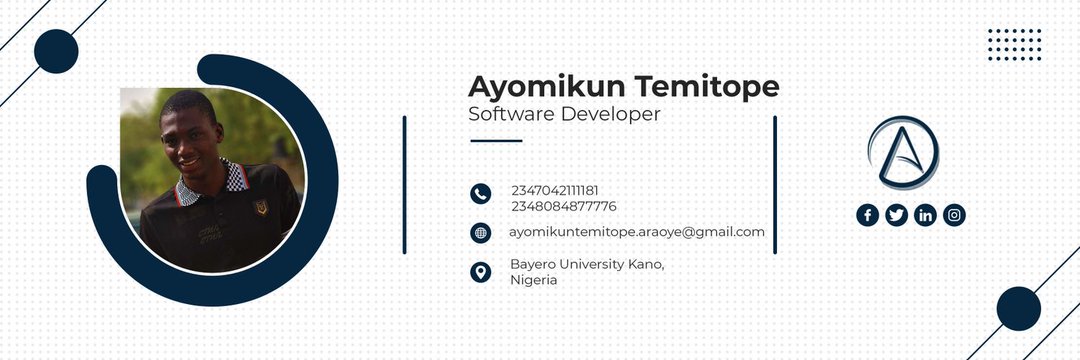 Ayomikun Temitope
Software Developer
2347042111181
2348084877776
ayomikuntemitope.araoye@gmail.com
Bayero University Kano,
Nigeria